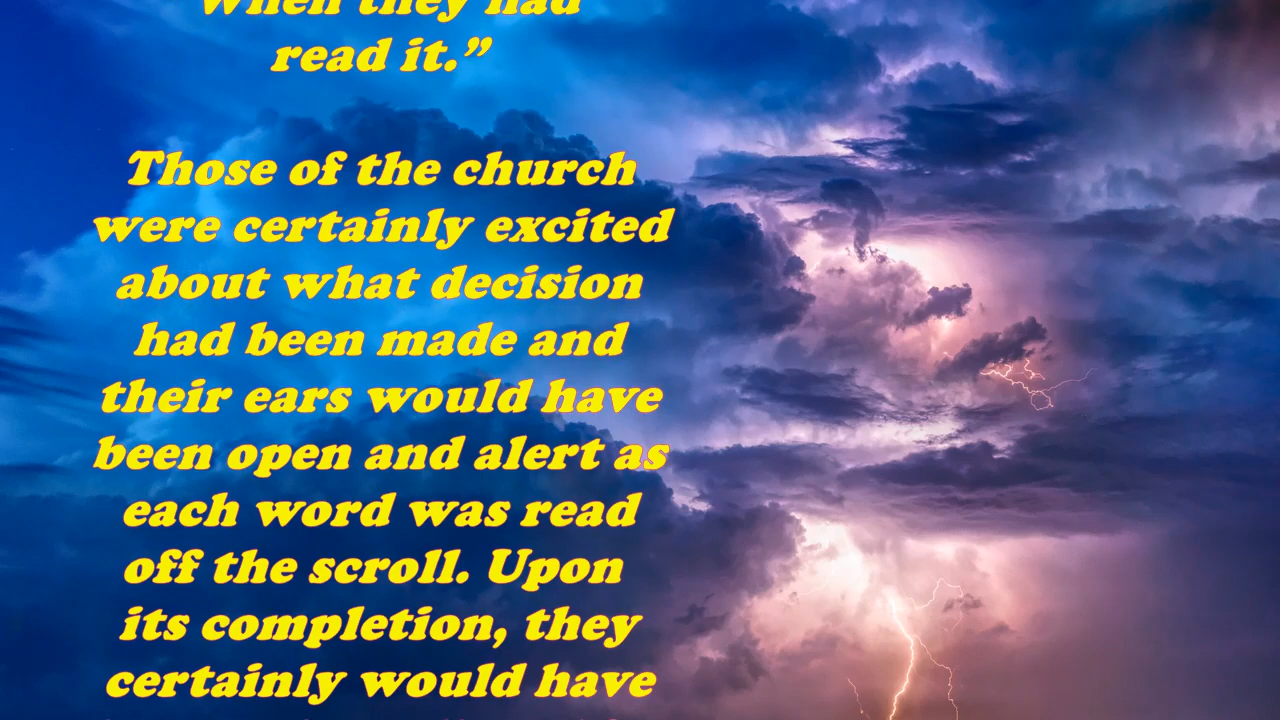 When they had
read it.”
Those of the church
were certainly excited
about what decision
had been made and
their ears would have
been open and alert as
each word was read
off the scroll. Upon
its completion, they
certainly would have